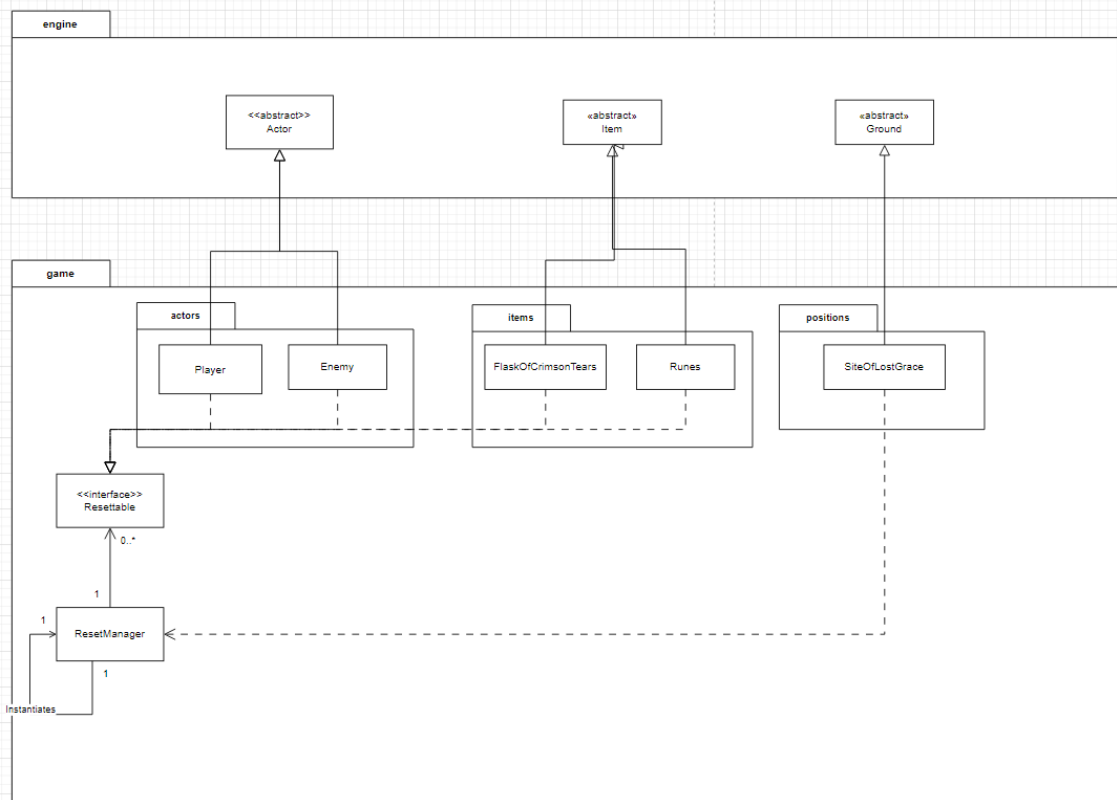 engine
<<abstract>>
Actor
«abstract»
Item
«abstract»
Ground
game
actors
items
positions
Player
Enemy
FlaskOfCrimsonTears
Runes
SiteOfLostGrace
<<interface>>
Resettable
0..*
1
1
ResetManager
1
Instantiates